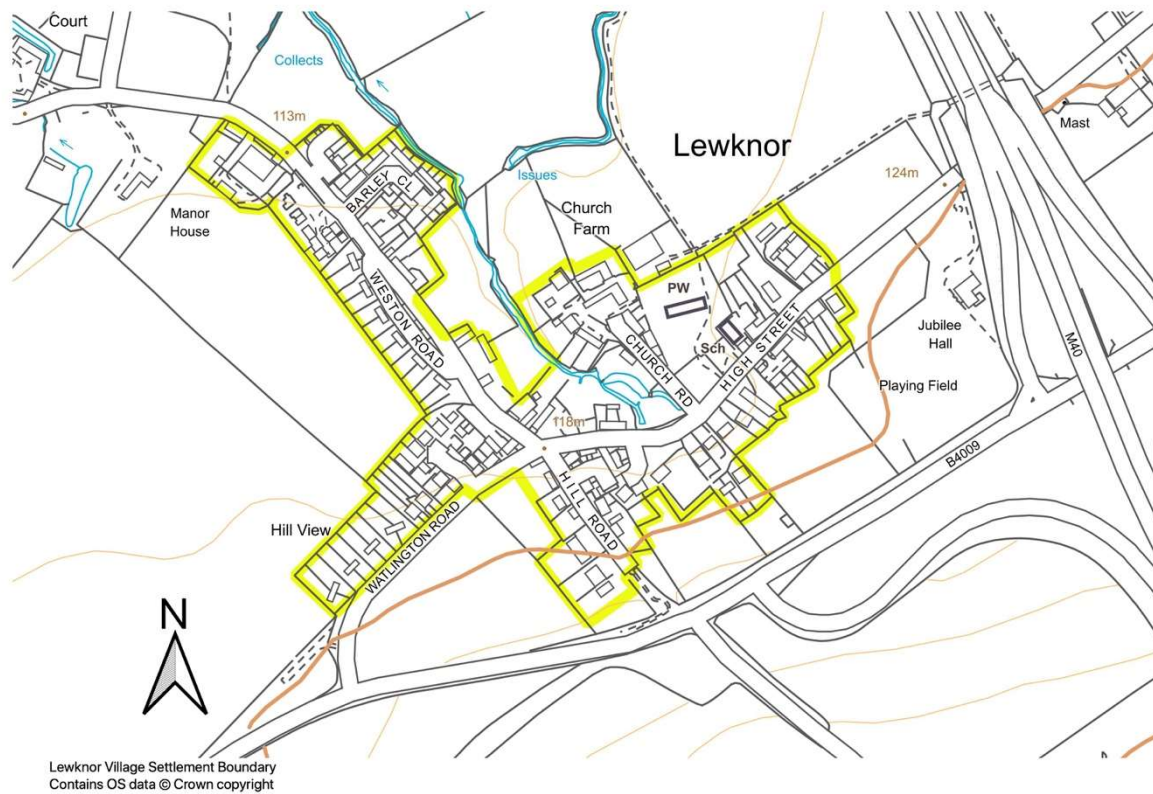 Court
Collects
113m
BARLEY CL
Manor
House
WESTON ROAD
Issues
Church
Farm
Lewknor
Mast
124m
PW
Sch
CHURCH RD
HIGH STREET
Jubilee
Hall
M40
Playing Field
118m
B4009
HILL ROAD
Hill View
WATLINGTON ROAD
N
Lewknor Village Settlement Boundary
Contains OS data © Crown copyright